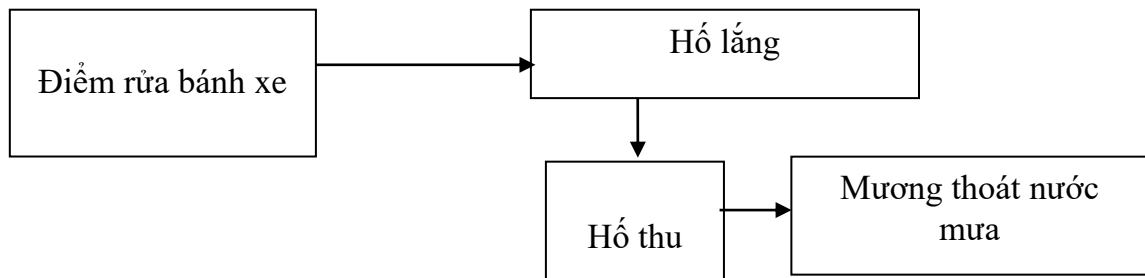 Điểm rửa bánh xe
Hố lắng
Hố thu
Mương thoát nước
mưa